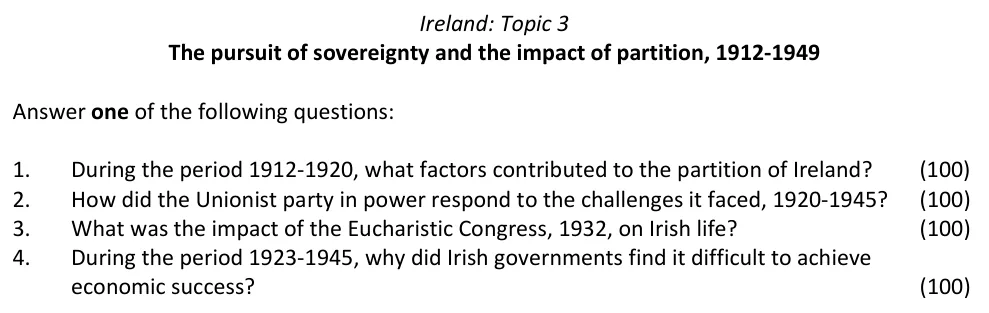 Ireland: Topic 3
The pursuit of sovereignty and the impact of partition, 1912-1949
Answer one of the following questions:
1. During the period 1912-1920, what factors contributed to the partition of Ireland? (100)
2. How did the Unionist party in power respond to the challenges it faced, 1920-1945? (100)
3. What was the impact of the Eucharistic Congress, 1932, on Irish life? (100)
4. During the period 1923-1945, why did Irish governments find it difficult to achieve
economic success? (100)